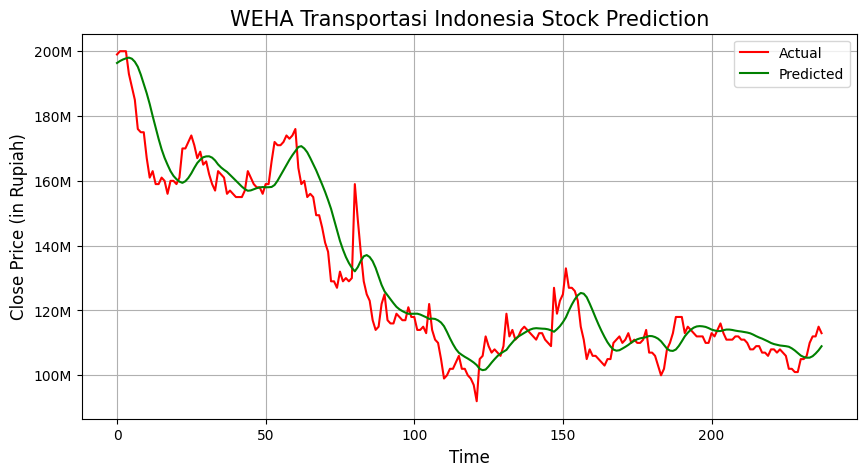 WEHA Transportasi Indonesia Stock Prediction
Actual
Predicted
Close Price (in Rupiah)
200M
180M
160M
140M
120M
100M
0
50
100
150
200
Time